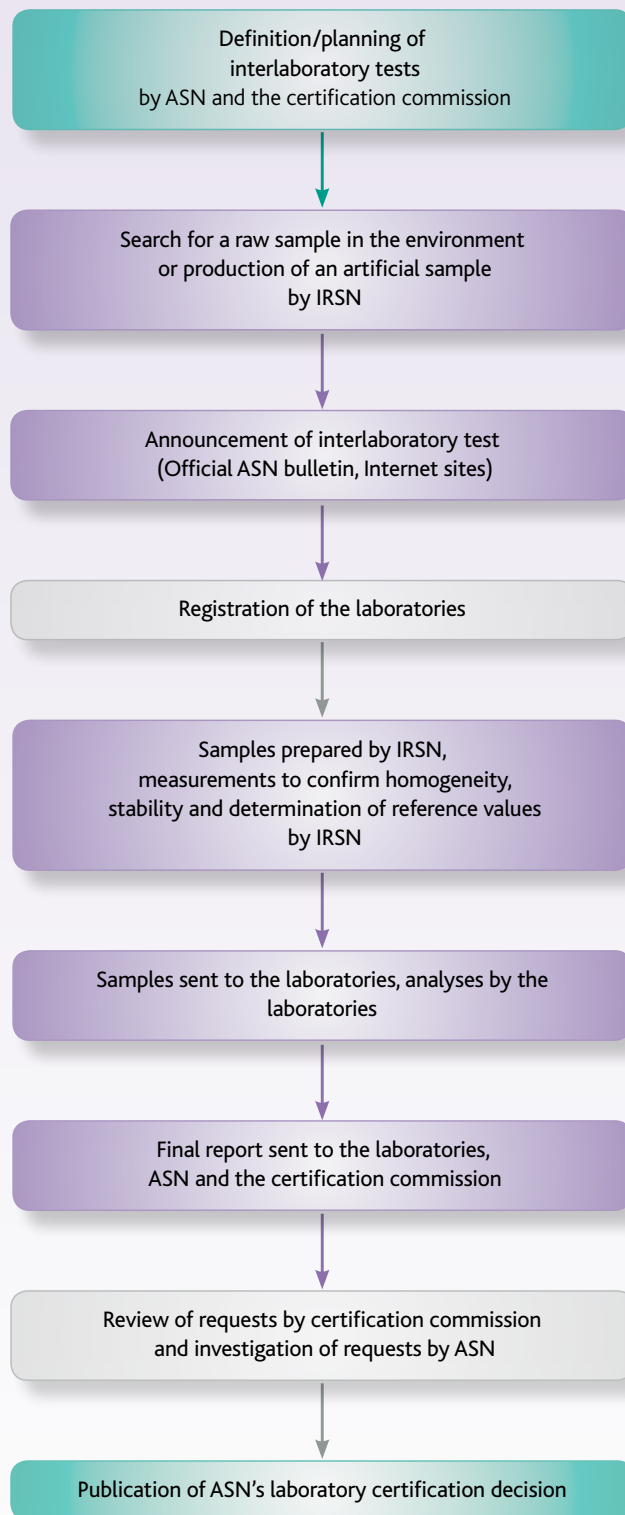 Definition/planning of
interlaboratory tests
by ASN and the certification commission
Search for a raw sample in the environment
or production of an artificial sample
by IRSN
Announcement of interlaboratory test
(Official ASN bulletin, Internet sites)
Registration of the laboratories
Samples prepared by IRSN,
measurements to confirm homogeneity,
stability and determination of reference values
by IRSN
Samples sent to the laboratories, analyses by the
laboratories
Final report sent to the laboratories,
ASN and the certification commission
Review of requests by certification commission
and investigation of requests by ASN
Publication of ASN’s laboratory certification decision